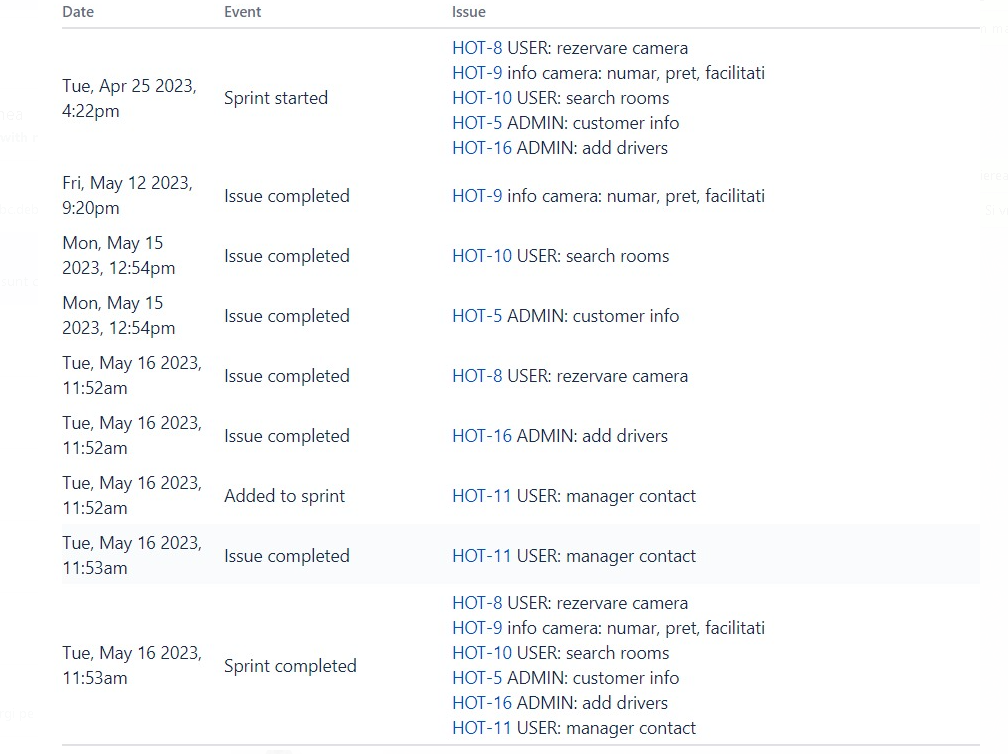 Date Event Issue
HOT-8 USER: rezervare camera
HOT-9 info camera: numar, pret, facilitati
Tue, Apr 25 2023,
4:22pm
Sprint started
HOT-10 USER: search rooms
HOT-5 ADMIN: customer info
HOT-16 ADMIN: add drivers
Fri, May 12 2023,
9:20pm
Issue completed
HOT-9 info camera: numar, pret, facilitati
Mon, May 15
2023, 12:54pm
Issue completed
HOT-10 USER: search rooms
Mon, May 15
2023, 12:54pm
Issue completed
HOT-5 ADMIN: customer info
Tue, May 16 2023,
11:52am
Issue completed
HOT-8 USER: rezervare camera
Tue, May 16 2023,
11:52am
Issue completed
HOT-16 ADMIN: add drivers
Tue, May 16 2023,
11:52am
Added to sprint
HOT-11 USER: manager contact
Tue, May 16 2023,
11:53am
Issue completed
HOT-11 USER: manager contact
Tue, May 16 2023,
11:53am
Sprint completed
HOT-8 USER: rezervare camera
HOT-9 info camera: numar, pret, facilitati
HOT-10 USER: search rooms
HOT-5 ADMIN: customer info
HOT-16 ADMIN: add drivers
HOT-11 USER: manager contact